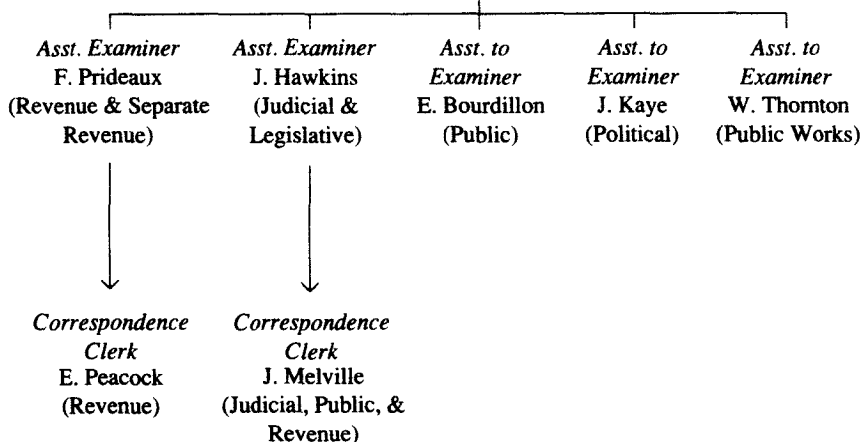 Asst. Examiner
F. Prideaux
(Revenue & Separate
Revenue)
Asst. Examiner
J. Hawkins
(Judicial &
Legislative)
Asst. to
Examiner
E. Bourdillon
(Public)
Asst. to
Examiner
J. Kaye
(Political)
Asst. to
Examiner
W. Thornton
(Public Works)
Correspondence
Clerk
E. Peacock
(Revenue)
Correspondence
Clerk
J. Melville
(Judicial, Public, &
Revenue)